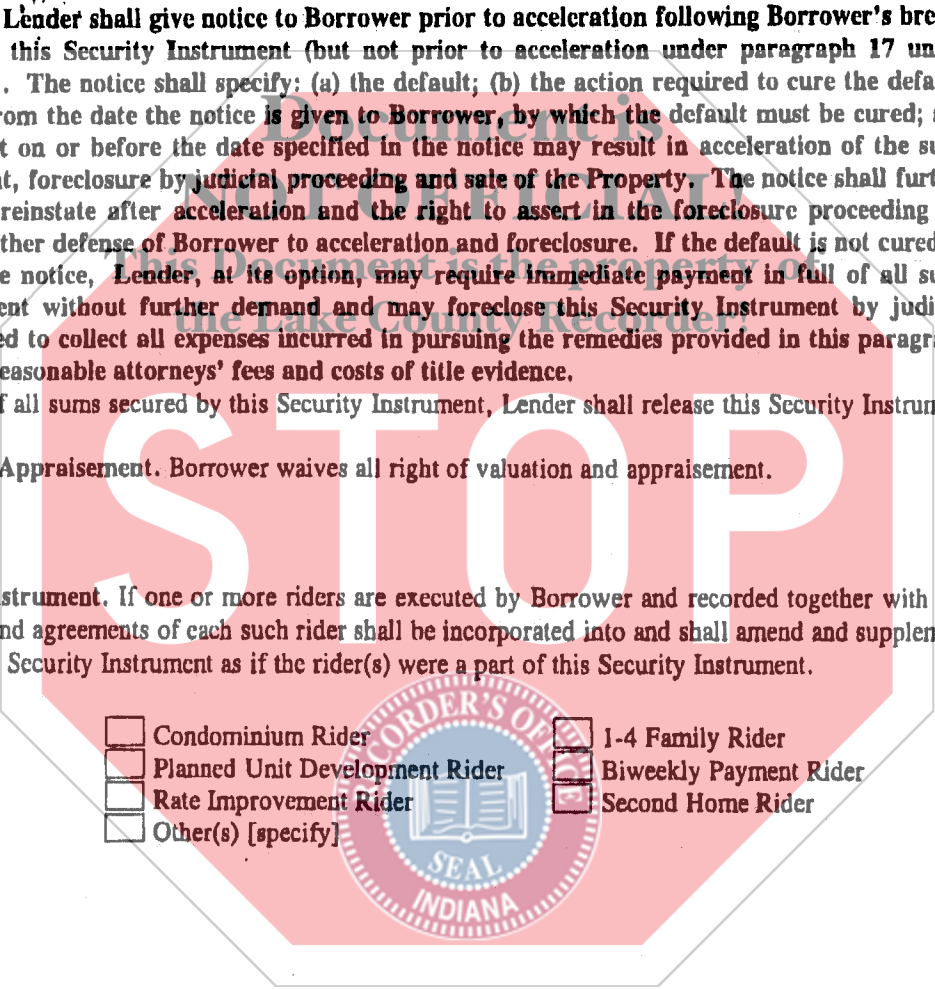 Lender shall give notice to Borrower prior to acceleration following Borrower's bre
this Security Instrument (but not prior to acceleration under paragraph 17 un
. The notice shall specify: (a) the default; (b) the action required to cure the defa
rom the date the notice is given to Borrower, by which the default must be cured;
t on or before the date specified in the notice may result in acceleration of the su
t, foreclosure by judicial proceeding and sale of the Property. The notice shall furt
reinstate after acceleration and the right to assert in the foreclosure proceeding
ther defense of Borrower to acceleration and foreclosure. If the default is not cured
e notice, Lender, at its option, may require immediate payment in full of all su
ent without further demand and may foreclose this Security Instrument by judi
ed to collect all expenses incurred in pursuing the remedies provided in this paragr
easonable attorneys' fees and costs of title evidence.
f all sums secured by this Security Instrument, Lender shall release this Security Instrum
Appraisement. Borrower waives all right of valuation and appraisement.
strument. If one or more riders are executed by Borrower and recorded together with
nd agreements of each such rider shall be incorporated into and shall amend and supplem
Security Instrument as if the rider(s) were a part of this Security Instrument.
Condominium Rider
1-4 Family Rider
Planned Unit Development Rider
Biweekly Payment Rider
Rate Improvement Rider
Second Home Rider
Other(s) [specify]
Document is
NOT OFFICIAL!
This Document is the property of
the Lake County Recorder!
STOP
RECORDER'S OFFICE
SEAL
INDIANA